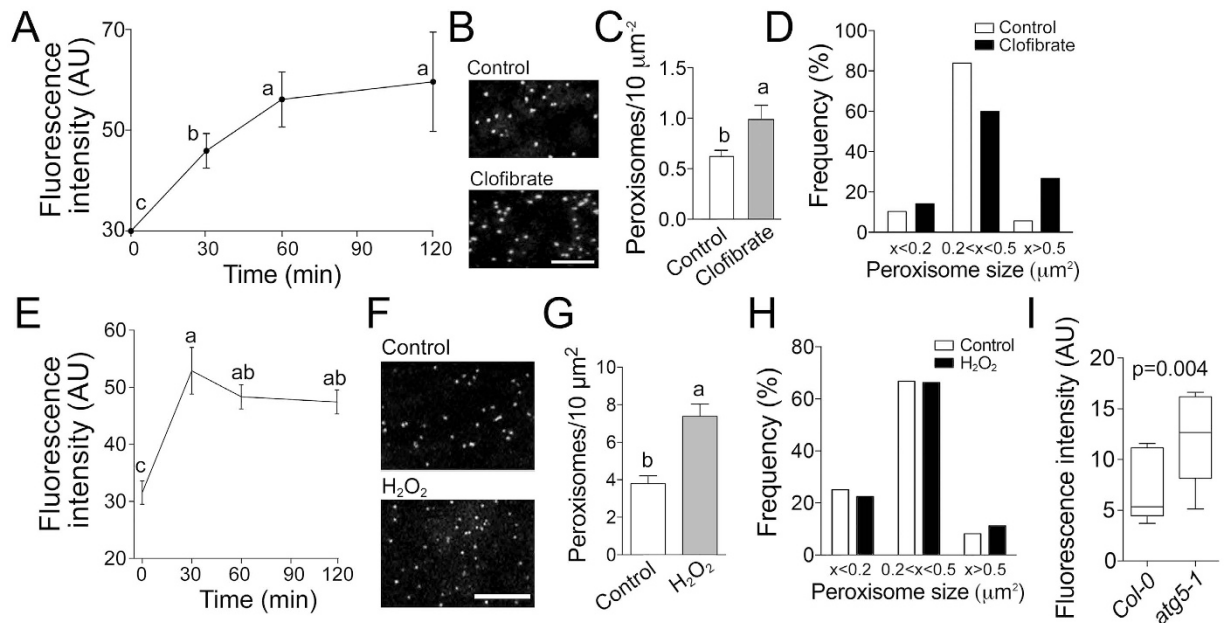 A
Fluorescence
intensity (AU)
70
50
30
c
b
a
a
0
30
60
90
120
Time (min)
B
Control
Clofibrate
C
Peroxisomes/10 μm-2
1.5
1.0
0.5
0.0
b
a
Control
Clofibrate
D
Frequency (%)
100
80
60
40
20
0
Control
Clofibrate
x<0.2
0.2<x<0.5
x>0.5
Peroxisome size (μm²)
E
Fluorescence
intensity (AU)
60
50
40
30
20
c
a
ab
ab
0
30
60
90
120
Time (min)
F
Control
H₂O₂
G
Peroxisomes/10 μm²
10
8
6
4
2
0
b
a
Control
H₂O₂
H
Frequency (%)
80
60
40
20
0
Control
H₂O₂
x<0.2
0.2<x<0.5
x>0.5
Peroxisome size (μm²)
I
Fluorescence intensity (AU)
20
15
10
5
0
p=0.004
Col-0
atg5-1